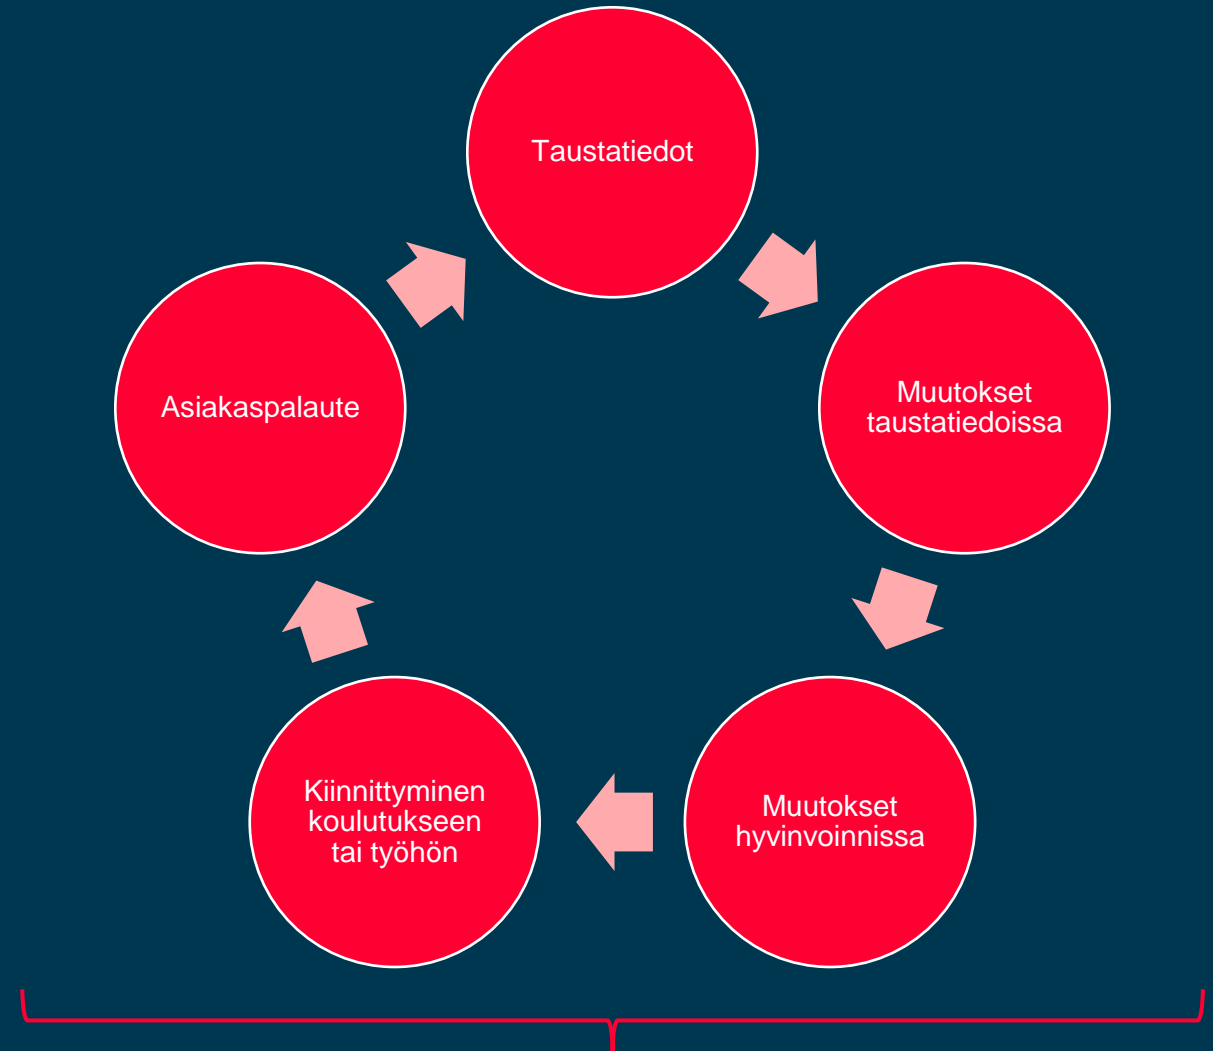 Taustatiedot
Muutokset
taustatiedoissa
Muutokset
hyvinvoinnissa
Kiinnittyminen
koulutukseen
tai työhön
Asiakaspalaute